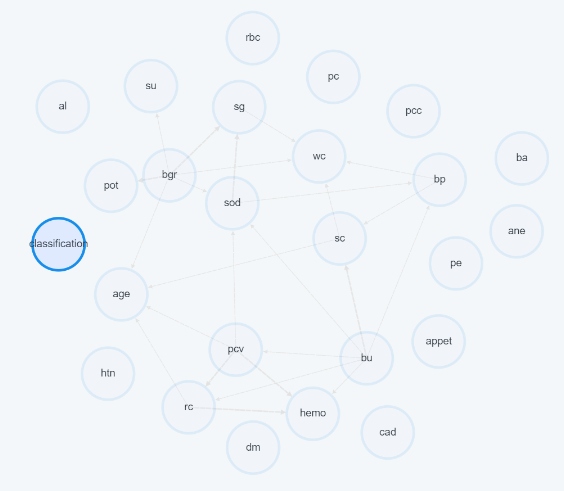 rbc
pc
su
al
sg
pcc
wc
ba
bgr
bp
pot
sod
ane
sc
classification
pe
age
appet
pcv
bu
htn
rc
hemo
cad
dm